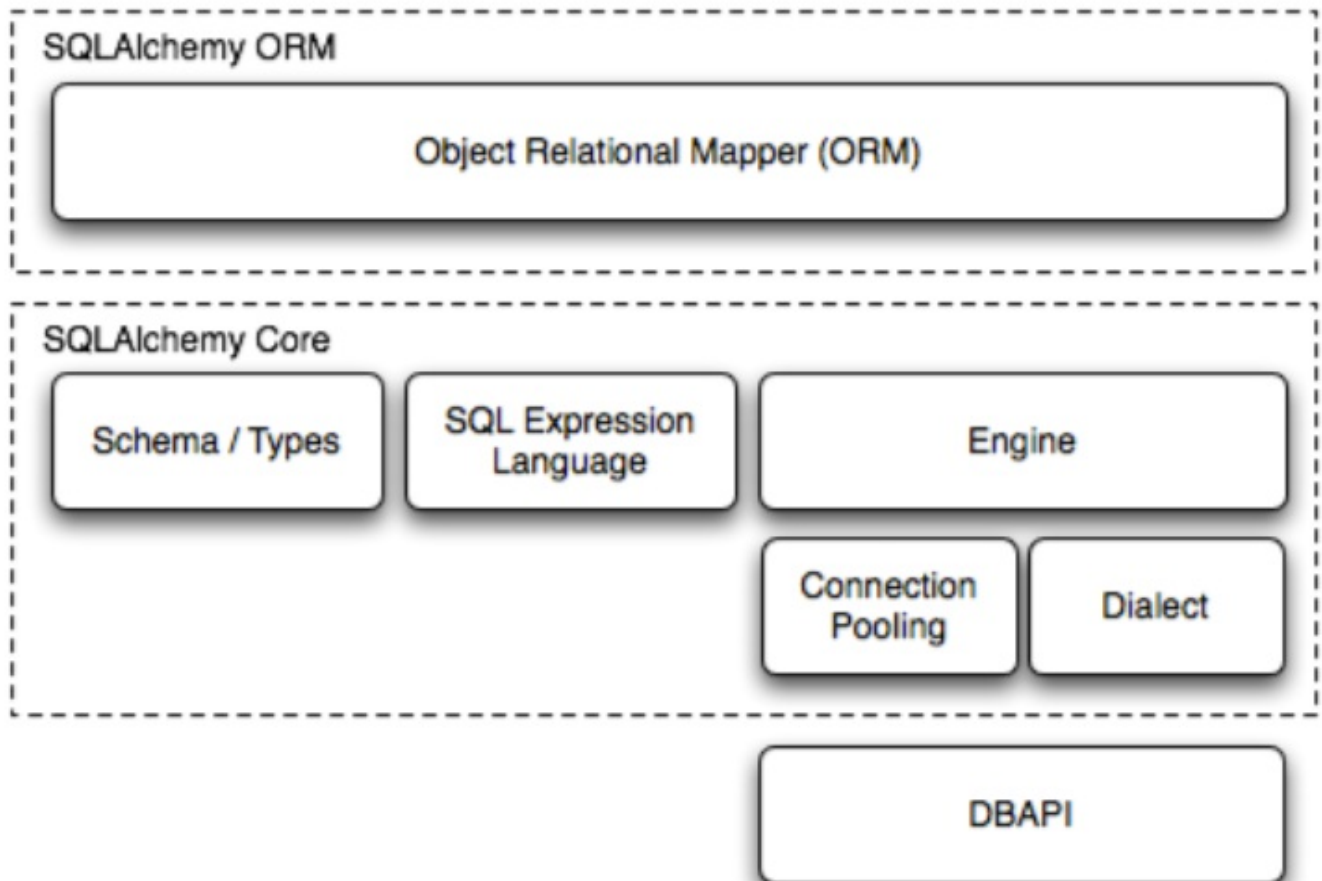 SQLAlchemy ORM
Object Relational Mapper (ORM)
SQLAlchemy Core
Schema / Types
SQL Expression
Language
Engine
Connection
Pooling
Dialect
DBAPI